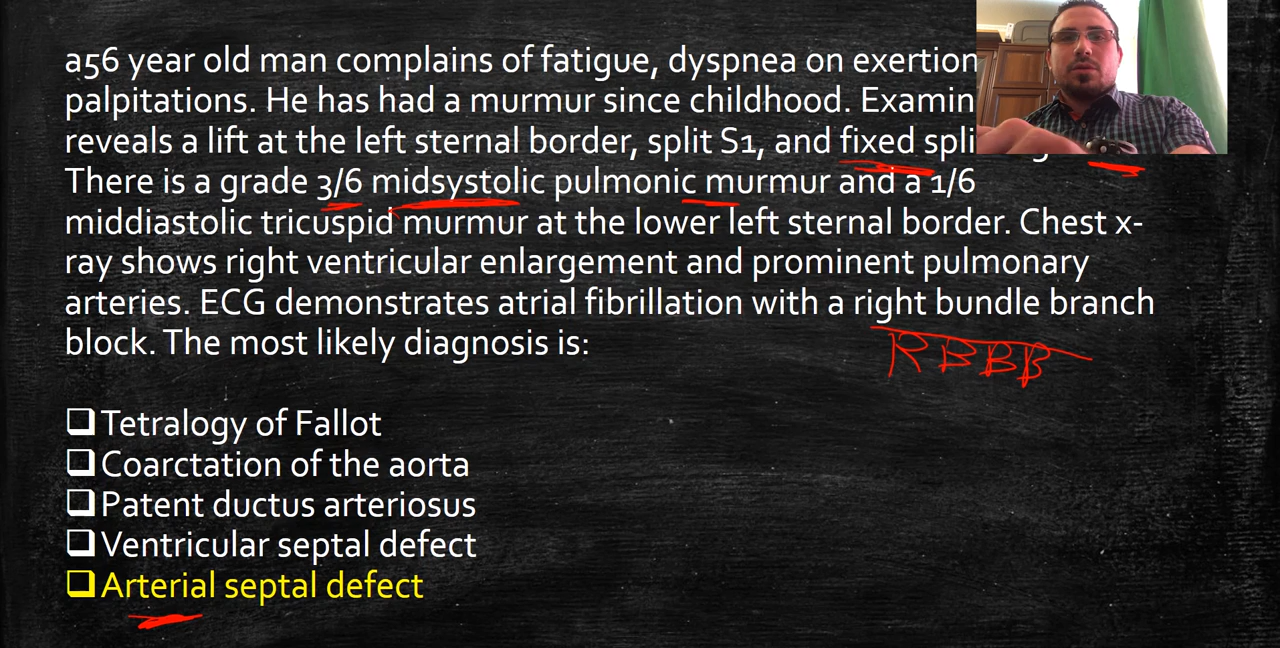 a56 year old man complains of fatigue, dyspnea on exertion
palpitations. He has had a murmur since childhood. Examin
reveals a lift at the left sternal border, split S1, and fixed spli
There is a grade 3/6 midsystolic pulmonic murmur and a 1/6
middiastolic tricuspid murmur at the lower left sternal border. Chest x-
ray shows right ventricular enlargement and prominent pulmonary
arteries. ECG demonstrates atrial fibrillation with a right bundle branch
block. The most likely diagnosis is:
RBBB
Tetralogy of Fallot
Coarctation of the aorta
Patent ductus arteriosus
Ventricular septal defect
Arterial septal defect